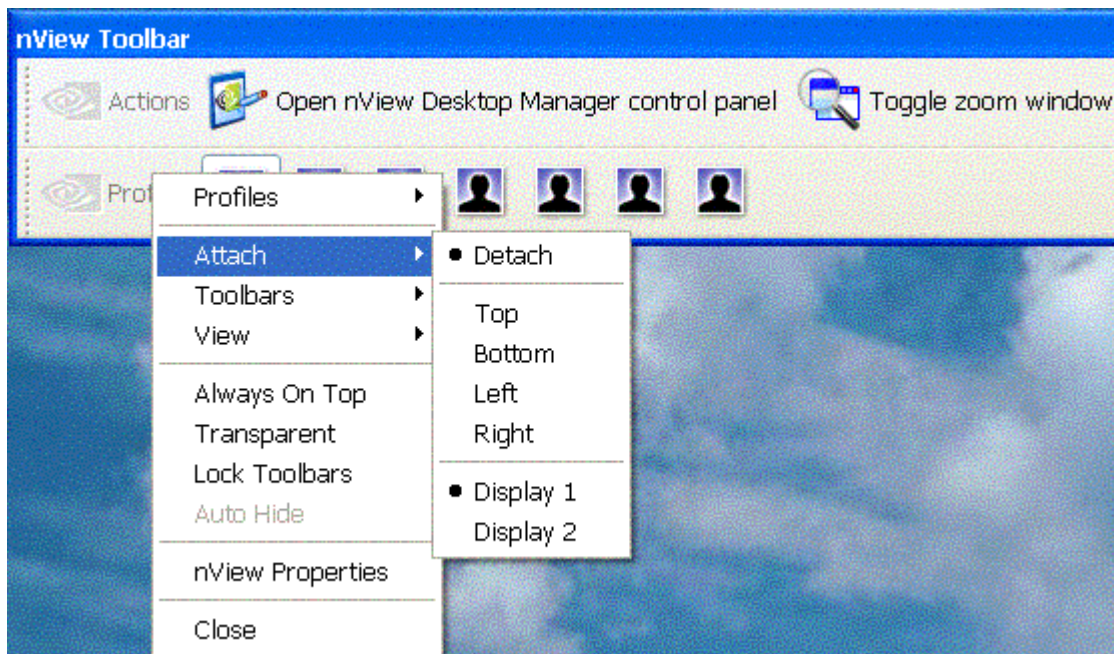 nView Toolbar
Actions Open nView Desktop Manager control panel Toggle zoom window
Profiles
Attach
Toolbars
View
Always On Top
Transparent
Lock Toolbars
Auto Hide
nView Properties
Close
Detach
Top
Bottom
Left
Right
Display 1
Display 2